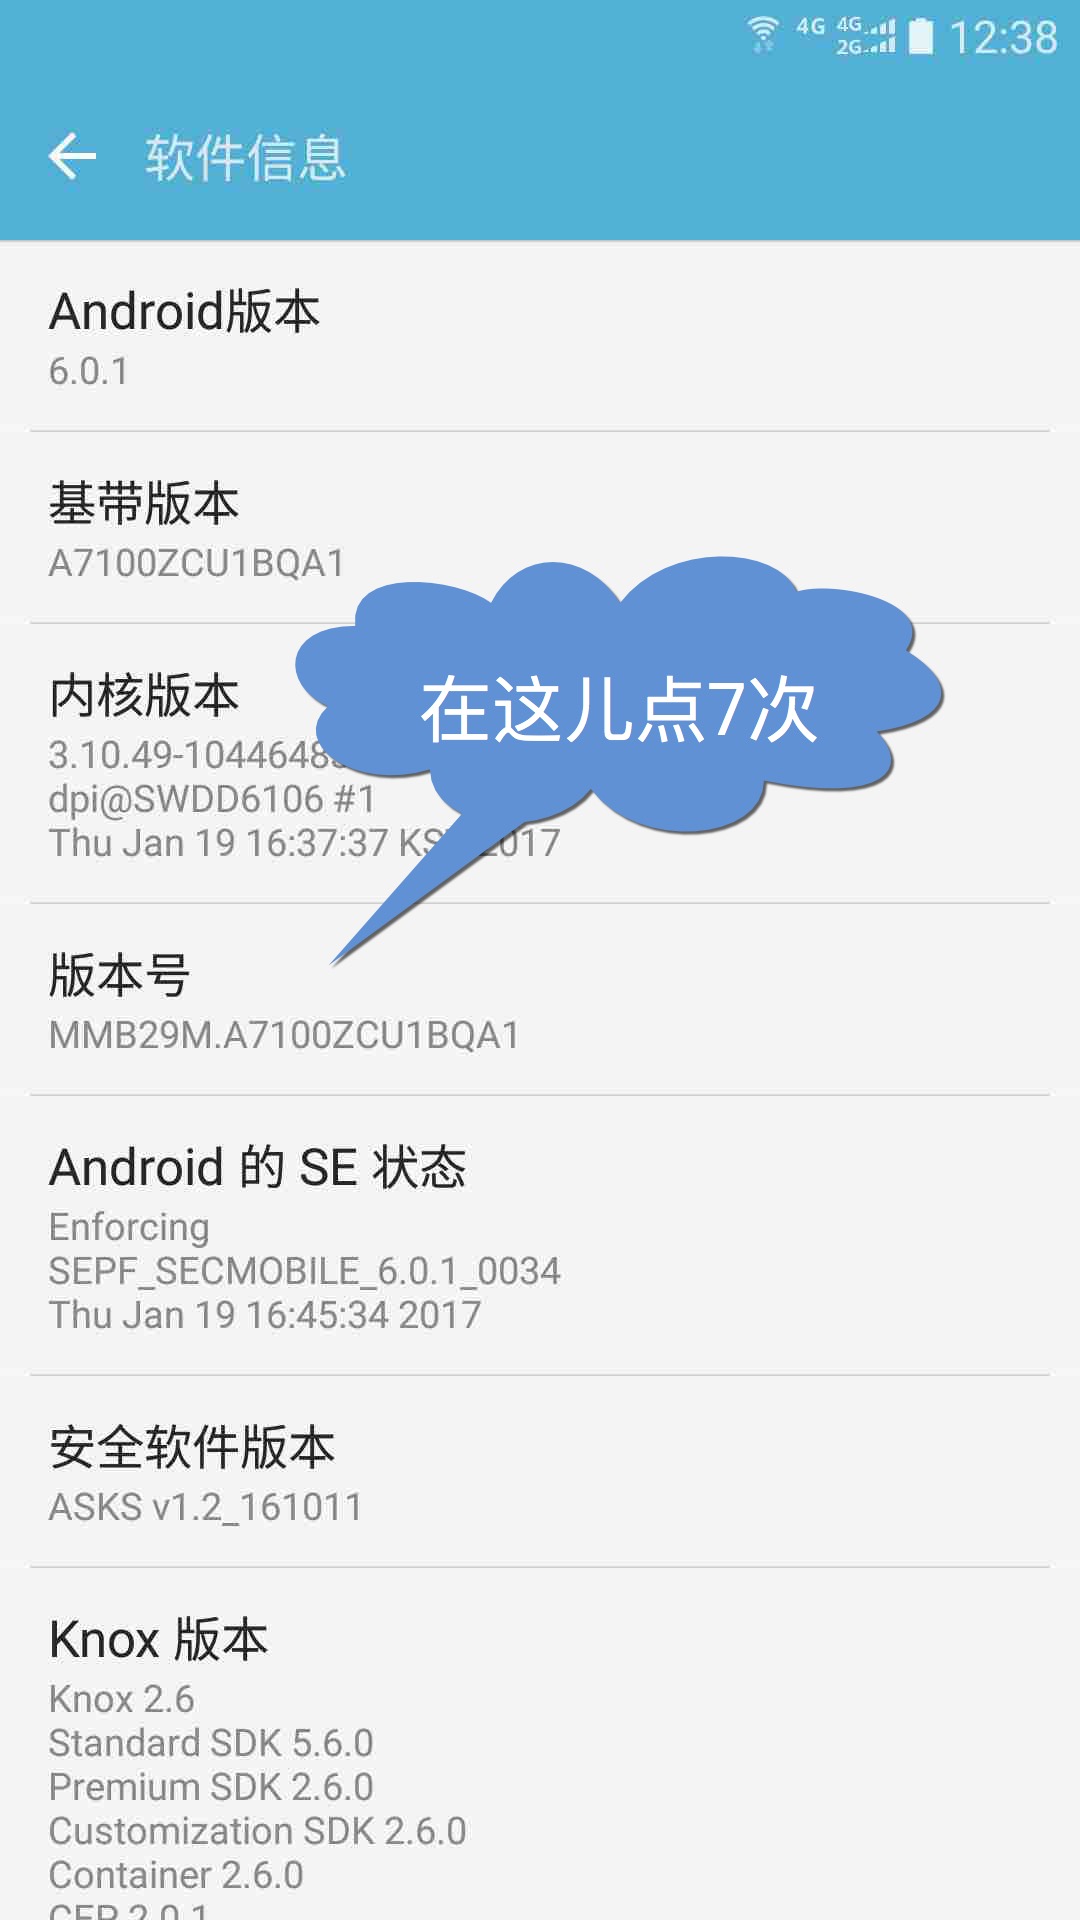 4G 4G 2G 12:38
软件信息
Android版本
6.0.1
基带版本
A7100ZCU1BQA1
在这儿点7次
内核版本
3.10.49-1044648
dpi@SWDD6106 #1
Thu Jan 19 16:37:37 2017
版本号
MMB29M.A7100ZCU1BQA1
Android 的 SE 状态
Enforcing
SEPF_SECMOBILE_6.0.1_0034
Thu Jan 19 16:45:34 2017
安全软件版本
ASKS v1.2_161011
Knox 版本
Knox 2.6
Standard SDK 5.6.0
Premium SDK 2.6.0
Customization SDK 2.6.0
Container 2.6.0
CEP 2.0.1